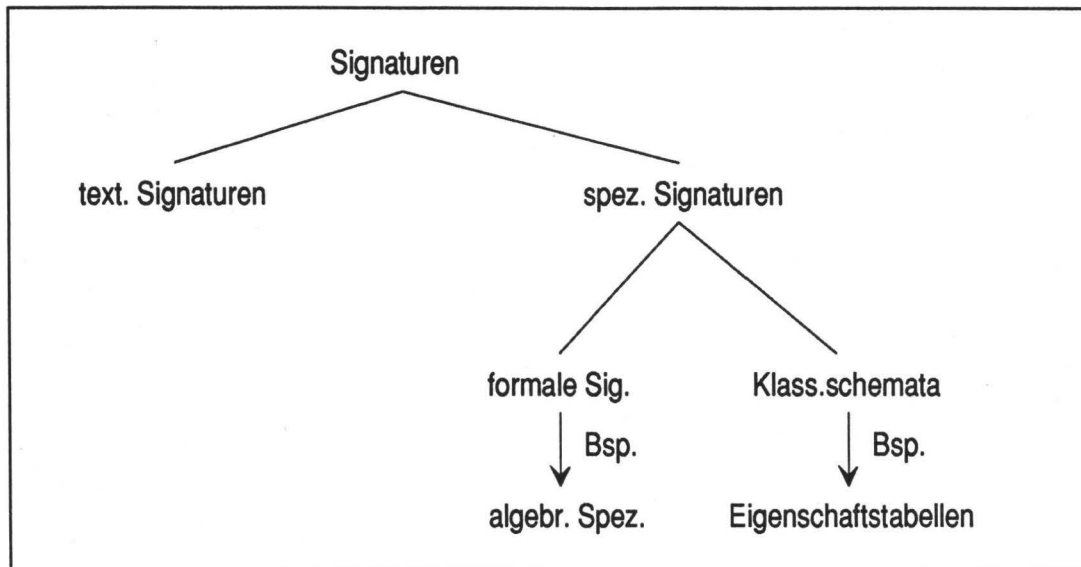 Signaturen
text. Signaturen
spez. Signaturen
formale Sig.
Klass.schemata
Bsp.
Bsp.
algebr. Spez.
Eigenschaftstabellen